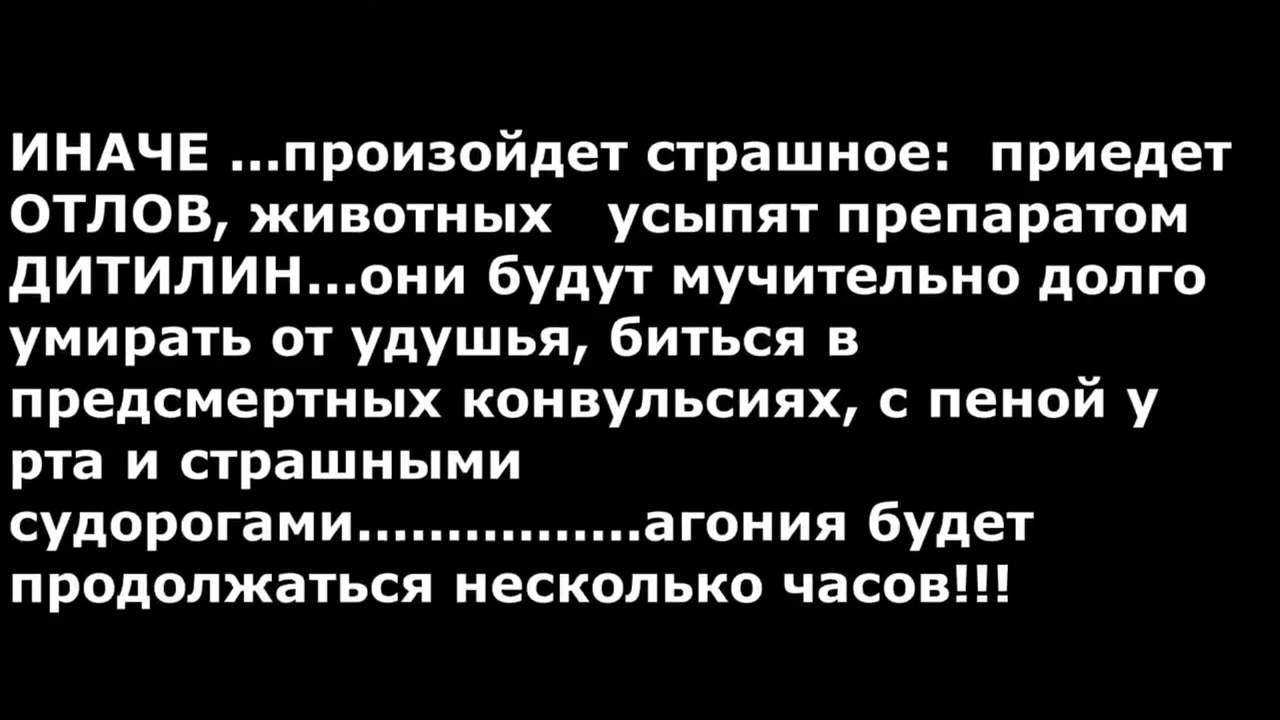 ИНАЧЕ ...произойдет страшное:  приедет
ОТЛОВ, животных   усыпят препаратом
ДИТИЛИН...они будут мучительно долго
умирать от удушья, биться в
предсмертных конвульсиях, с пеной у
рта и страшными
судорогами................агония будет
продолжаться несколько часов!!!